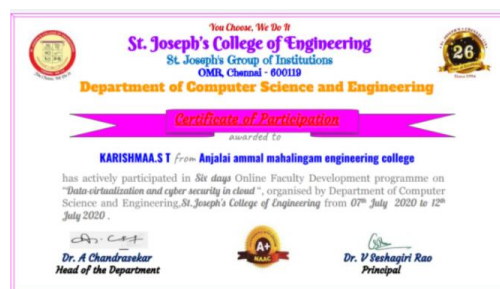 You Choose, We Do It
St. Joseph's College of Engineering
St. Joseph's Group of Institutions
OMR, Chennai - 600119
Department of Computer Science and Engineering
26
Certificate of Participation
awarded to
KARISHMAA.S T from Anjalai ammal mahalingam engineering college
has actively participated in Six days Online Faculty Development programme on
"Data-virtualization and cyber security in cloud", organised by Department of Computer
Science and Engineering,St.Joseph's College of Engineering from 07th July 2020 to 12th
July 2020 .
A+
NAAC
Dr. A Chandrasekar
Head of the Department
Dr. V Seshagiri Rao
Principal